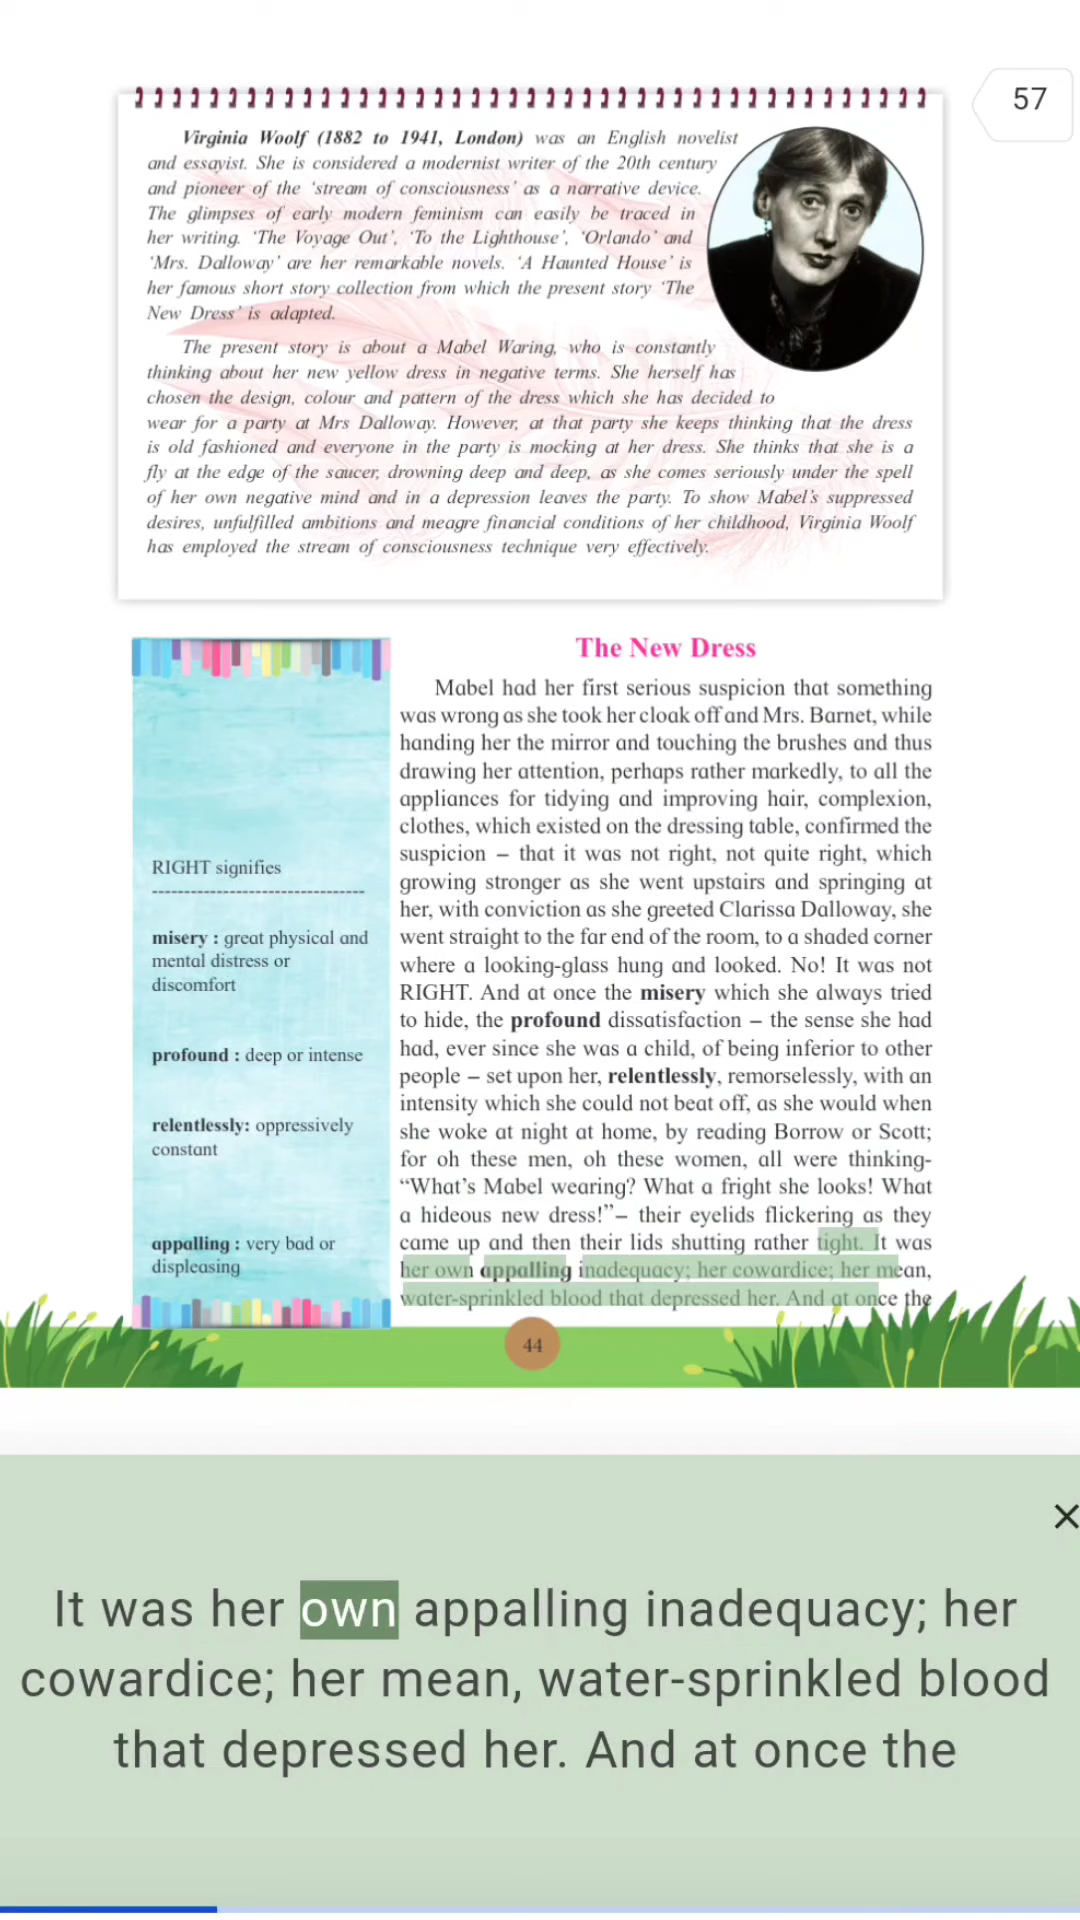 57
Virginia Woolf (1882 to 1941, London) was an English novelist
and essayist. She is considered a modernist writer of the 20th century
and pioneer of the ‘stream of consciousness’ as a narrative device.
The glimpses of early modern feminism can easily be traced in
her writing. ‘The Voyage Out’, ‘To the Lighthouse’, ‘Orlando’ and
‘Mrs. Dalloway’ are her remarkable novels. ‘A Haunted House’ is
her famous short story collection from which the present story ‘The
New Dress’ is adapted.
The present story is about a Mabel Waring, who is constantly
thinking about her new yellow dress in negative terms. She herself has
chosen the design, colour and pattern of the dress which she has decided to
wear for a party at Mrs Dalloway. However, at that party she keeps thinking that the dress
is old fashioned and everyone in the party is mocking at her dress. She thinks that she is a
fly at the edge of the saucer, drowning deep and deep, as she comes seriously under the spell
of her own negative mind and in a depression leaves the party. To show Mabel’s suppressed
desires, unfulfilled ambitions and meagre financial conditions of her childhood, Virginia Woolf
has employed the stream of consciousness technique very effectively.
RIGHT signifies
---------------------------------
misery : great physical and
mental distress or
discomfort
profound : deep or intense
relentlessly: oppressively
constant
appalling : very bad or
displeasing
The New Dress
Mabel had her first serious suspicion that something
was wrong as she took her cloak off and Mrs. Barnet, while
handing her the mirror and touching the brushes and thus
drawing her attention, perhaps rather markedly, to all the
appliances for tidying and improving hair, complexion,
clothes, which existed on the dressing table, confirmed the
suspicion – that it was not right, not quite right, which
growing stronger as she went upstairs and springing at
her, with conviction as she greeted Clarissa Dalloway, she
went straight to the far end of the room, to a shaded corner
where a looking-glass hung and looked. No! It was not
RIGHT. And at once the misery which she always tried
to hide, the profound dissatisfaction – the sense she had
had, ever since she was a child, of being inferior to other
people – set upon her, relentlessly, remorselessly, with an
intensity which she could not beat off, as she would when
she woke at night at home, by reading Borrow or Scott;
for oh these men, oh these women, all were thinking-
“What’s Mabel wearing? What a fright she looks! What
a hideous new dress!”– their eyelids flickering as they
came up and then their lids shutting rather tight. It was
her own appalling inadequacy; her cowardice; her mean,
water-sprinkled blood that depressed her. And at once the
44
It was her own appalling inadequacy; her
cowardice; her mean, water-sprinkled blood
that depressed her. And at once the